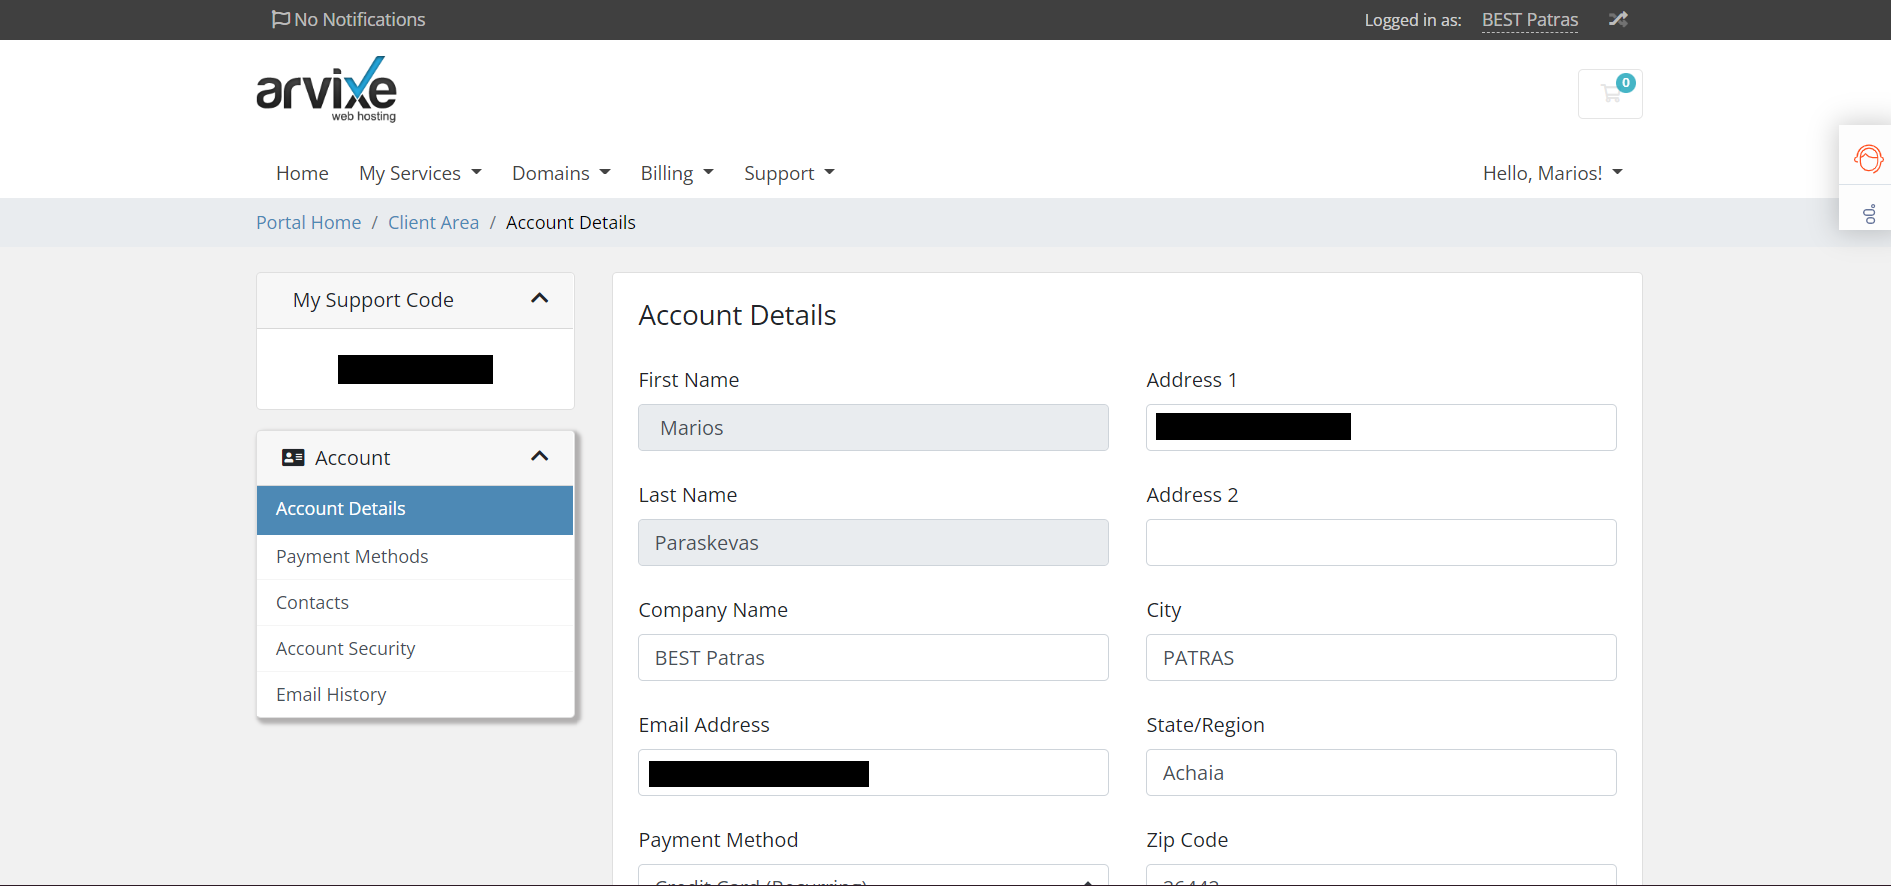 No Notifications
Logged in as: BEST Patras
arvixe
web hosting
0
Home My Services Domains Billing Support Hello, Marios!
Portal Home / Client Area / Account Details
My Support Code
Account
Account Details
Payment Methods
Contacts
Account Security
Email History
Account Details
First Name
Marios
Last Name
Paraskevas
Company Name
BEST Patras
Email Address
Payment Method
Credit Card (Recurring)
Address 1
Address 2
City
PATRAS
State/Region
Achaia
Zip Code